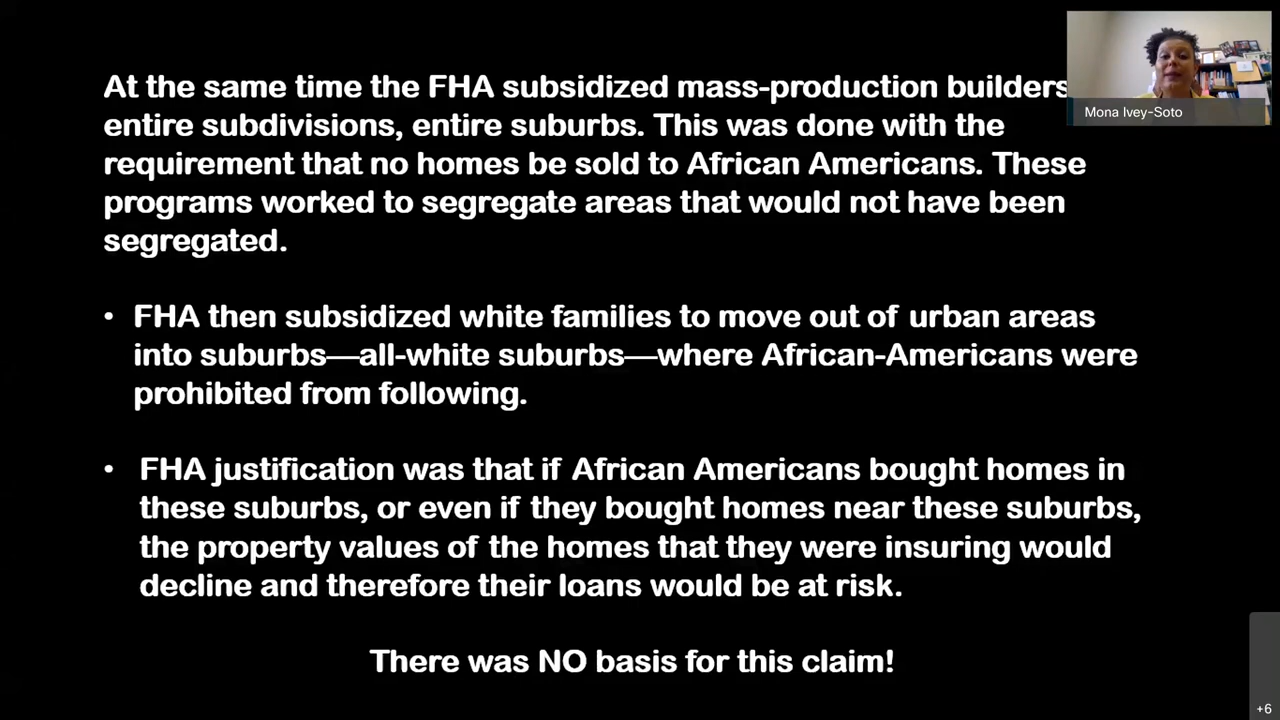 At the same time the FHA subsidized mass-production builders
entire subdivisions, entire suburbs. This was done with the
requirement that no homes be sold to African Americans. These
programs worked to segregate areas that would not have been
segregated.
• FHA then subsidized white families to move out of urban areas
into suburbs—all-white suburbs—where African-Americans were
prohibited from following.
• FHA justification was that if African Americans bought homes in
these suburbs, or even if they bought homes near these suburbs,
the property values of the homes that they were insuring would
decline and therefore their loans would be at risk.
There was NO basis for this claim!
Mona Ivey-Soto
+6